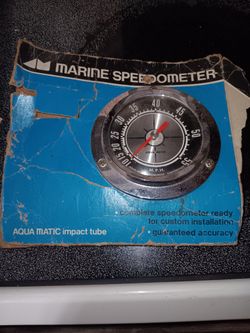 MARINE SPEEDOMETER
10 15 20 25 30 35 40 45 50 55
M.P.H.
• complete speedometer ready
for custom installation
• guaranteed accuracy
AQUA MATIC impact tube